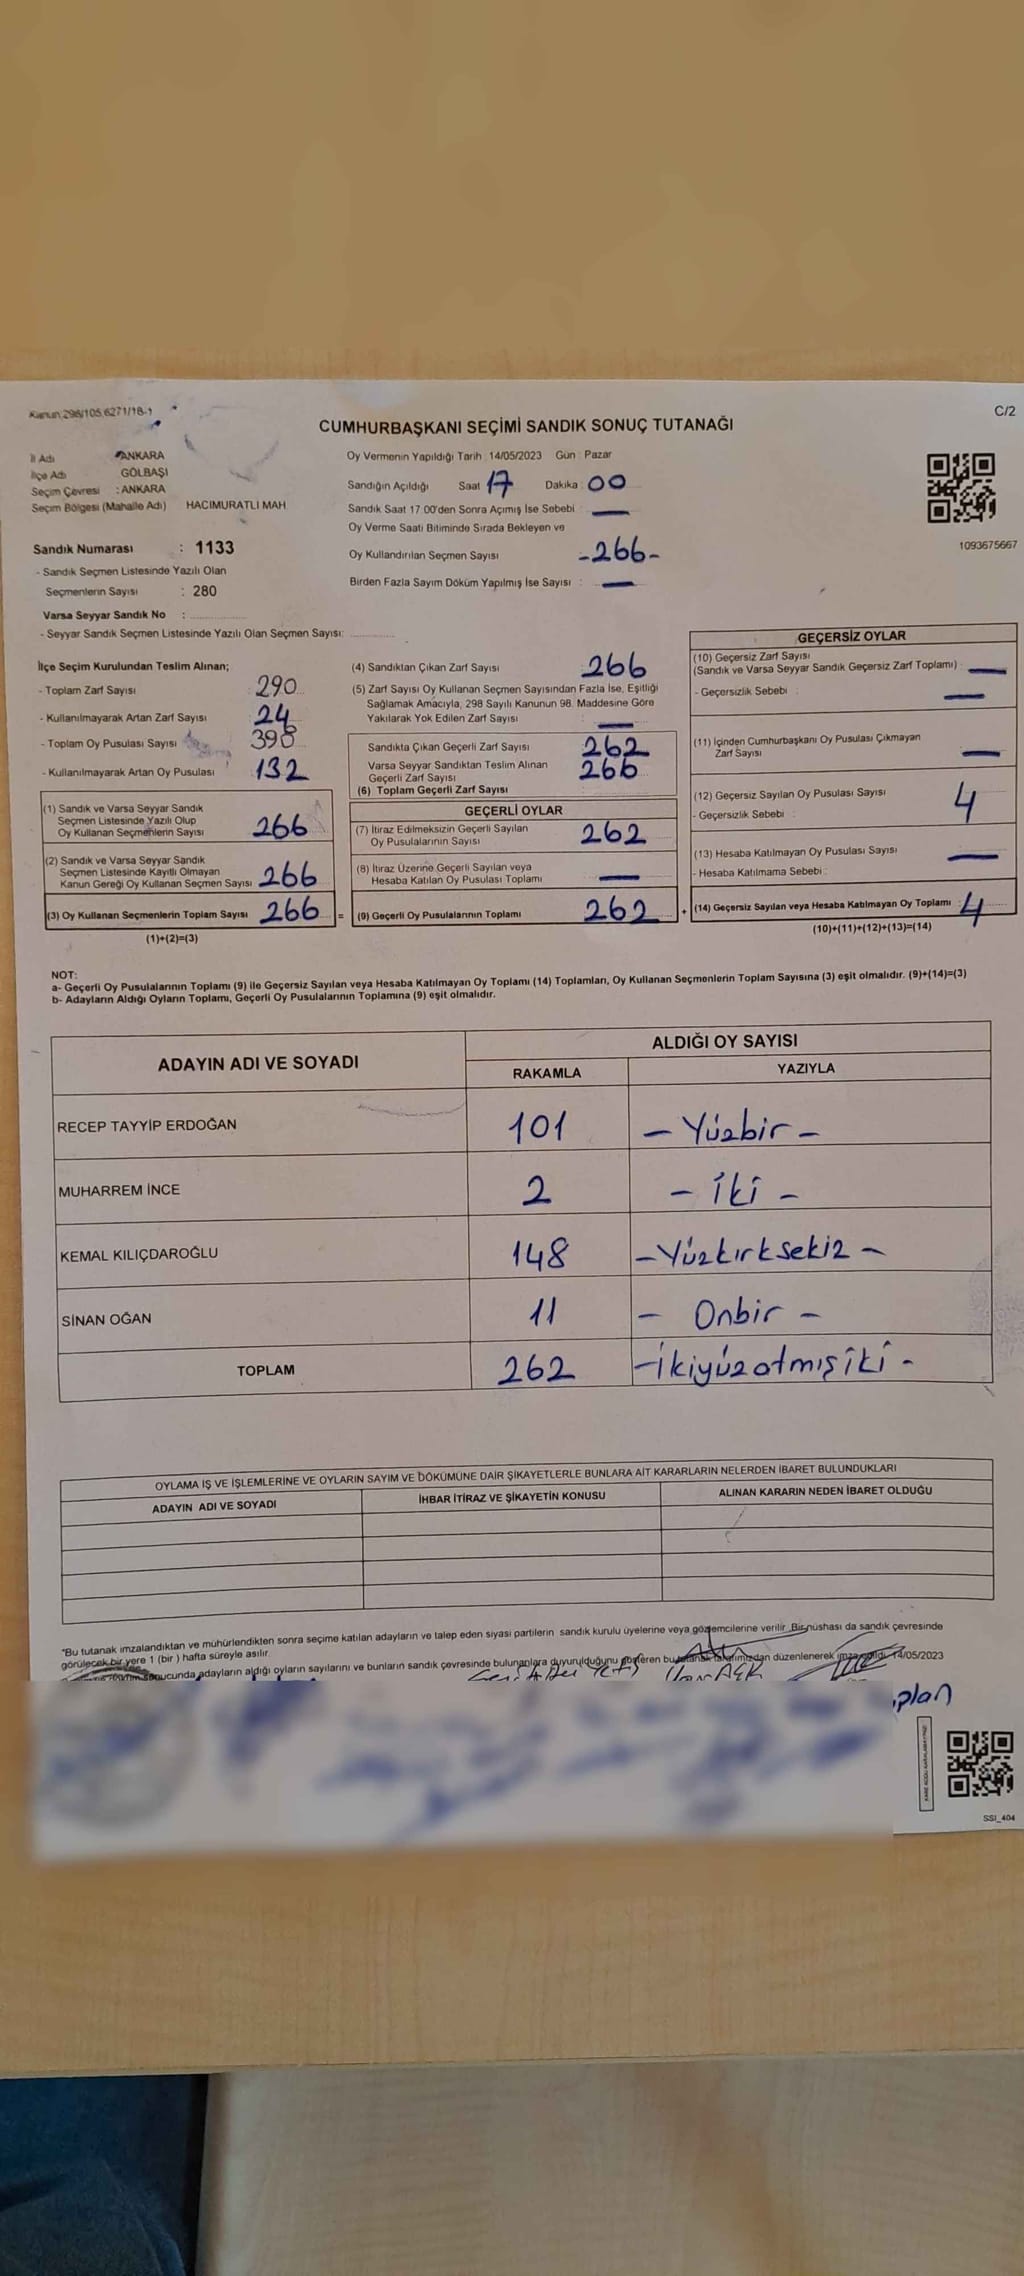 Kanun:298/105,6271/18-1
C/2
CUMHURBAŞKANI SEÇİMİ SANDIK SONUÇ TUTANAĞI
İl Adı ANKARA
İlçe Adı GÖLBAŞI
Seçim Çevresi : ANKARA
Seçim Bölgesi (Mahalle Adı) HACIMURATLI MAH
Sandık Numarası : 1133
- Sandık Seçmen Listesinde Yazılı Olan
Seçmenlerin Sayısı : 280
Varsa Seyyar Sandık No :
- Seyyar Sandık Seçmen Listesinde Yazılı Olan Seçmen Sayısı:
Oy Vermenin Yapıldığı Tarih : 14/05/2023 Gün : Pazar
Sandığın Açıldığı Saat 17 Dakika : 00
Sandık Saat 17 00'den Sonra Açımış İse Sebebi : —
Oy Verme Saati Bitiminde Sırada Bekleyen ve
Oy Kullandırılan Seçmen Sayısı -266-
Birden Fazla Sayım Döküm Yapılmış İse Sayısı : —
1093675667
İlçe Seçim Kurulundan Teslim Alınan;
- Toplam Zarf Sayısı : 290
- Kullanılmayarak Artan Zarf Sayısı 24
- Toplam Oy Pusulası Sayısı 398
- Kullanılmayarak Artan Oy Pusulası 132
(1) Sandık ve Varsa Seyyar Sandık
Seçmen Listesinde Yazılı Olup
Oy Kullanan Seçmenlerin Sayısı 266
(2) Sandık ve Varsa Seyyar Sandık
Seçmen Listesinde Kayıtlı Olmayan
Kanun Gereği Oy Kullanan Seçmen Sayısı 266
(3) Oy Kullanan Seçmenlerin Toplam Sayısı 266 =
(1)+(2)=(3)
(4) Sandıktan Çıkan Zarf Sayısı 266
(5) Zarf Sayısı Oy Kullanan Seçmen Sayısından Fazla İse, Eşitliği
Sağlamak Amacıyla, 298 Sayılı Kanunun 98. Maddesine Göre
Yakılarak Yok Edilen Zarf Sayısı —
Sandıkta Çıkan Geçerli Zarf Sayısı 262
Varsa Seyyar Sandıktan Teslim Alınan 266
Geçerli Zarf Sayısı
(6) Toplam Geçerli Zarf Sayısı
GEÇERLİ OYLAR
(7) İtiraz Edilmeksizin Geçerli Sayılan
Oy Pusulalarının Sayısı 262
(8) İtiraz Üzerine Geçerli Sayılan veya
Hesaba Katılan Oy Pusulası Toplamı —
(9) Geçerli Oy Pusulalarının Toplamı 262 +
GEÇERSİZ OYLAR
(10) Geçersiz Zarf Sayısı
(Sandık ve Varsa Seyyar Sandık Geçersiz Zarf Toplamı) : —
- Geçersizlik Sebebi : —
(11) İçinden Cumhurbaşkanı Oy Pusulası Çıkmayan
Zarf Sayısı —
(12) Geçersiz Sayılan Oy Pusulası Sayısı 4
- Geçersizlik Sebebi :
(13) Hesaba Katılmayan Oy Pusulası Sayısı —
- Hesaba Katılmama Sebebi :
(14) Geçersiz Sayılan veya Hesaba Katılmayan Oy Toplamı : 4
(10)+(11)+(12)+(13)=(14)
NOT:
a- Geçerli Oy Pusulalarının Toplamı (9) ile Geçersiz Sayılan veya Hesaba Katılmayan Oy Toplamı (14) Toplamları, Oy Kullanan Seçmenlerin Toplam Sayısına (3) eşit olmalıdır. (9)+(14)=(3)
b- Adayların Aldığı Oyların Toplamı, Geçerli Oy Pusulalarının Toplamına (9) eşit olmalıdır.
ADAYIN ADI VE SOYADI ALDIĞI OY SAYISI
RAKAMLA YAZIYLA
RECEP TAYYİP ERDOĞAN 101 - Yüzbir -
MUHARREM İNCE 2 - iki -
KEMAL KILIÇDAROĞLU 148 - Yüzkırksekiz -
SİNAN OĞAN 11 - Onbir -
TOPLAM 262 - ikiyüzatmışiki -
OYLAMA İŞ VE İŞLEMLERİNE VE OYLARIN SAYIM VE DÖKÜMÜNE DAİR ŞİKAYETLERLE BUNLARA AİT KARARLARIN NELERDEN İBARET BULUNDUKLARI
ADAYIN ADI VE SOYADI İHBAR İTİRAZ VE ŞİKAYETİN KONUSU ALINAN KARARIN NEDEN İBARET OLDUĞU
"Bu tutanak imzalandıktan ve mühürlendikten sonra seçime katılan adayların ve talep eden siyasi partilerin sandık kurulu üyelerine veya gözlemcilerine verilir. Bir nüshası da sandık çevresinde
görülecek bir yere 1 (bir ) hafta süreyle asılır.
sonucunda adayların aldığı oyların sayılarını ve bunların sandık çevresinde bulunanlara duyurulduğunu gösteren bu tutanak tarafımızdan düzenlenerek imza edildi. 14/05/2023
SSI_404